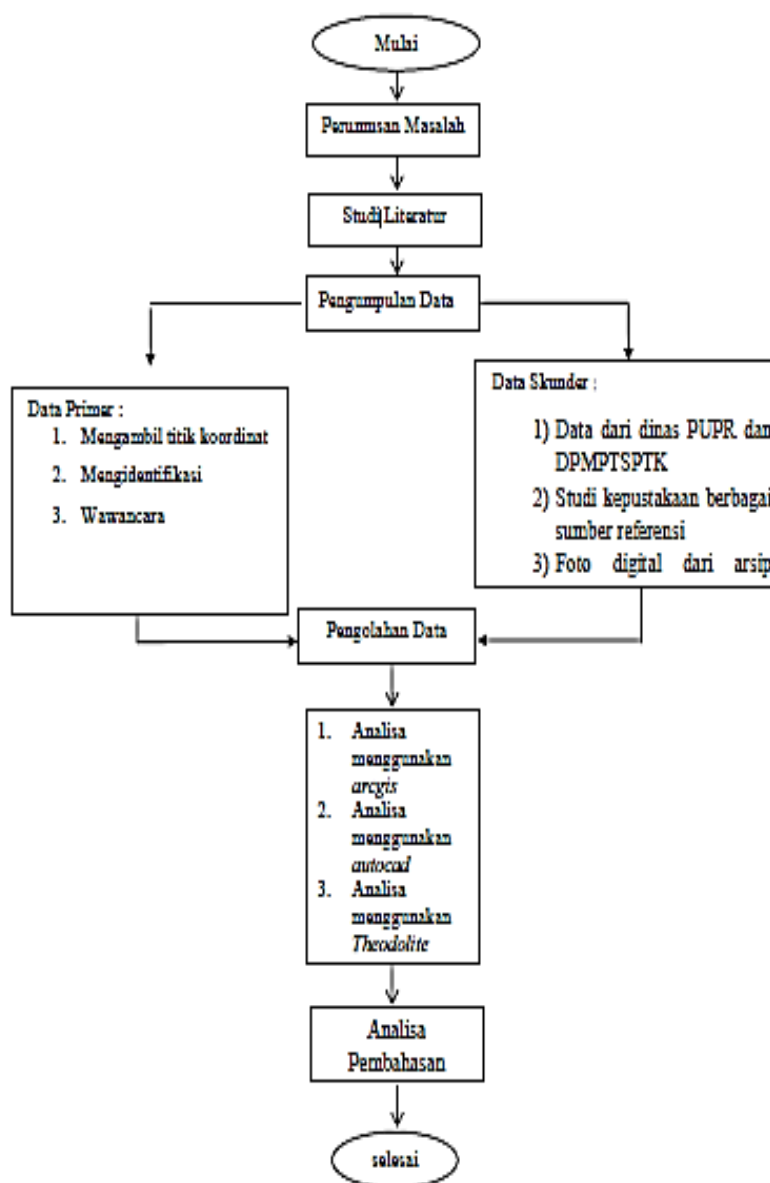 Mulai
Perumusan Masalah
Studi Literatur
Pengumpulan Data
Data Primer :
1. Mengambil titik koordinat
2. Mengidentifikasi
3. Wawancara
Data Skunder :
1) Data dari dinas PUPR dan
DPMPTSPTK
2) Studi kepustakaan berbagai
sumber referensi
3) Foto digital dari arsip
Pengolahan Data
1. Analisa
menggunakan
arcgis
2. Analisa
menggunakan
autocad
3. Analisa
menggunakan
Theodolite
Analisa
Pembahasan
selesai